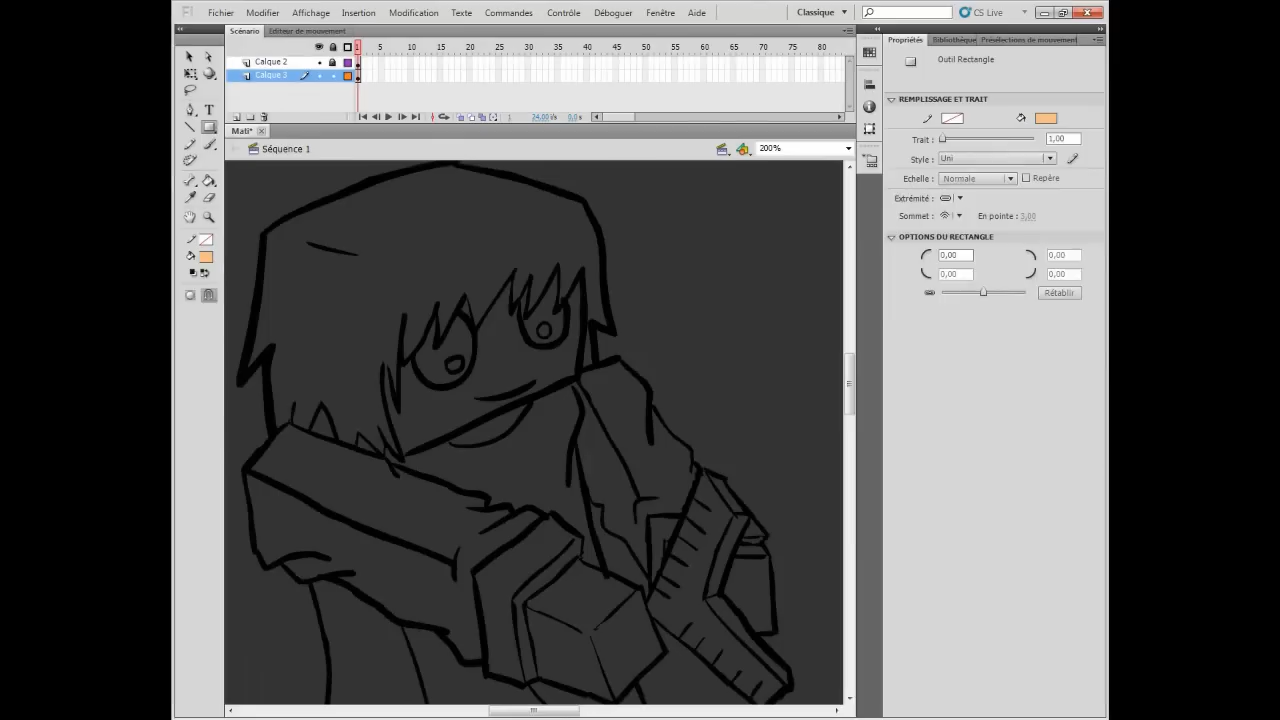 Fl Fichier Modifier Affichage Insertion Modification Texte Commandes Contrôle Déboguer Fenêtre Aide Classique CS Live
Scénario Editeur de mouvement
1 5 10 15 20 25 30 35 40 45 50 55 60 65 70 75 80
Calque 2
Calque 3
1 24.00 i/s 0.0 s
Mati*
Séquence 1 200%
Propriétés Bibliothèque Présélections de mouvement
Outil Rectangle
REMPLISSAGE ET TRAIT
Trait : 1,00
Style : Uni
Echelle : Normale Repère
Extrémité :
Sommet : En pointe : 3,00
OPTIONS DU RECTANGLE
0,00 0,00
0,00 0,00
Rétablir